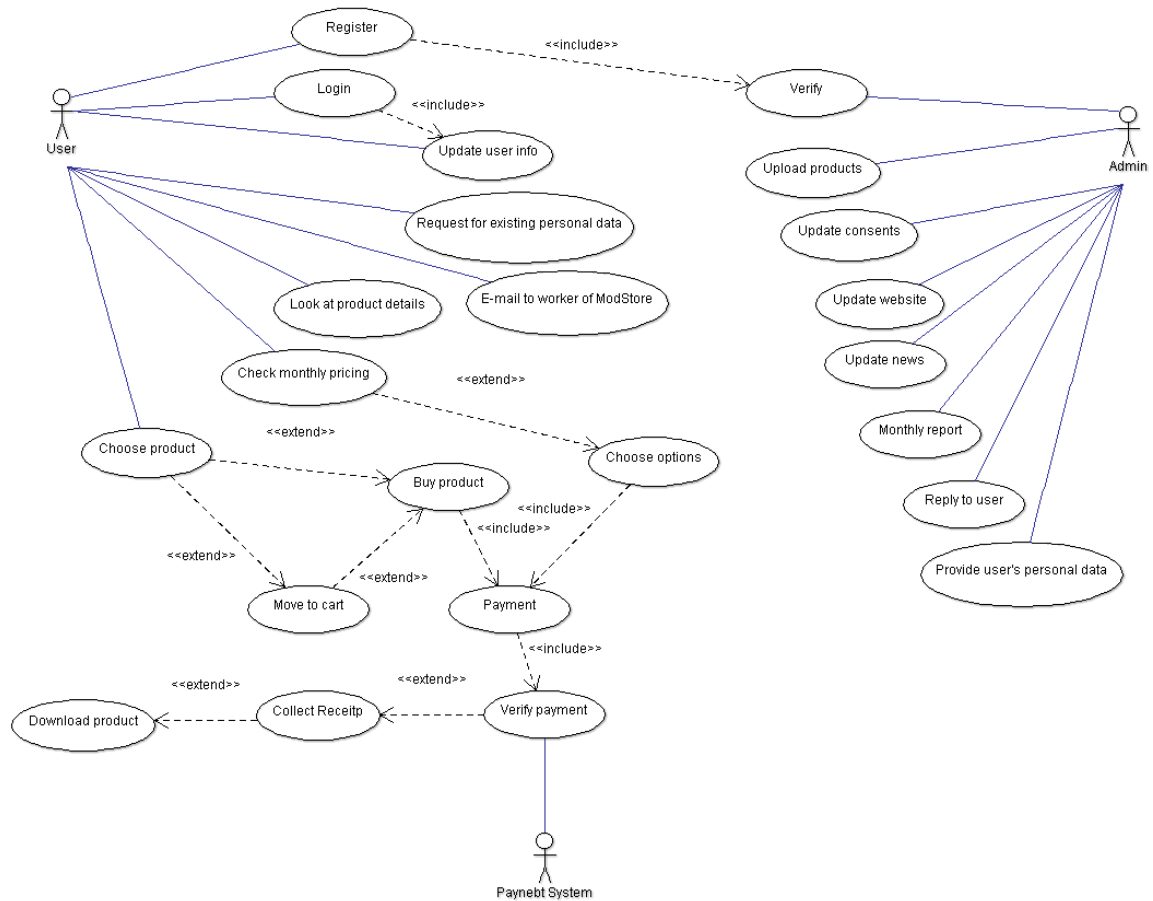 Register
<<include>>
Login
<<include>>
Verify
User
Update user info
Admin
Upload products
Request for existing personal data
Update consents
Look at product details
E-mail to worker of ModStore
Update website
Update news
Check monthly pricing
<<extend>>
<<extend>>
Monthly report
Choose product
Choose options
Buy product
Reply to user
<<include>>
<<include>>
<<extend>>
<<extend>>
Provide user's personal data
Move to cart
Payment
<<include>>
<<extend>>
<<extend>>
Download product
Collect Receitp
Verify payment
Paynebt System